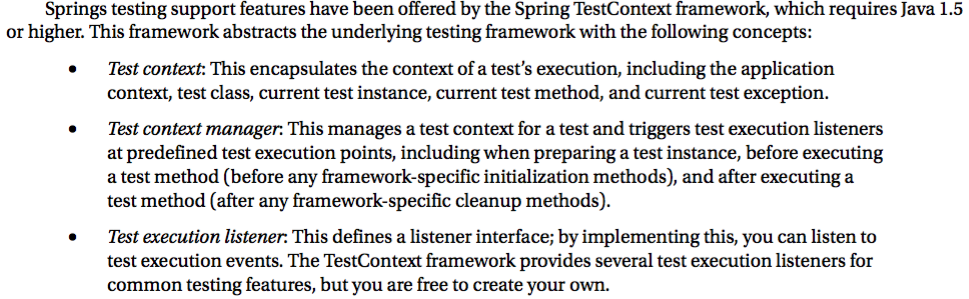 Springs testing support features have been offered by the Spring TestContext framework, which requires Java 1.5
or higher. This framework abstracts the underlying testing framework with the following concepts:
• Test context: This encapsulates the context of a test’s execution, including the application
context, test class, current test instance, current test method, and current test exception.
• Test context manager: This manages a test context for a test and triggers test execution listeners
at predefined test execution points, including when preparing a test instance, before executing
a test method (before any framework-specific initialization methods), and after executing a
test method (after any framework-specific cleanup methods).
• Test execution listener: This defines a listener interface; by implementing this, you can listen to
test execution events. The TestContext framework provides several test execution listeners for
common testing features, but you are free to create your own.